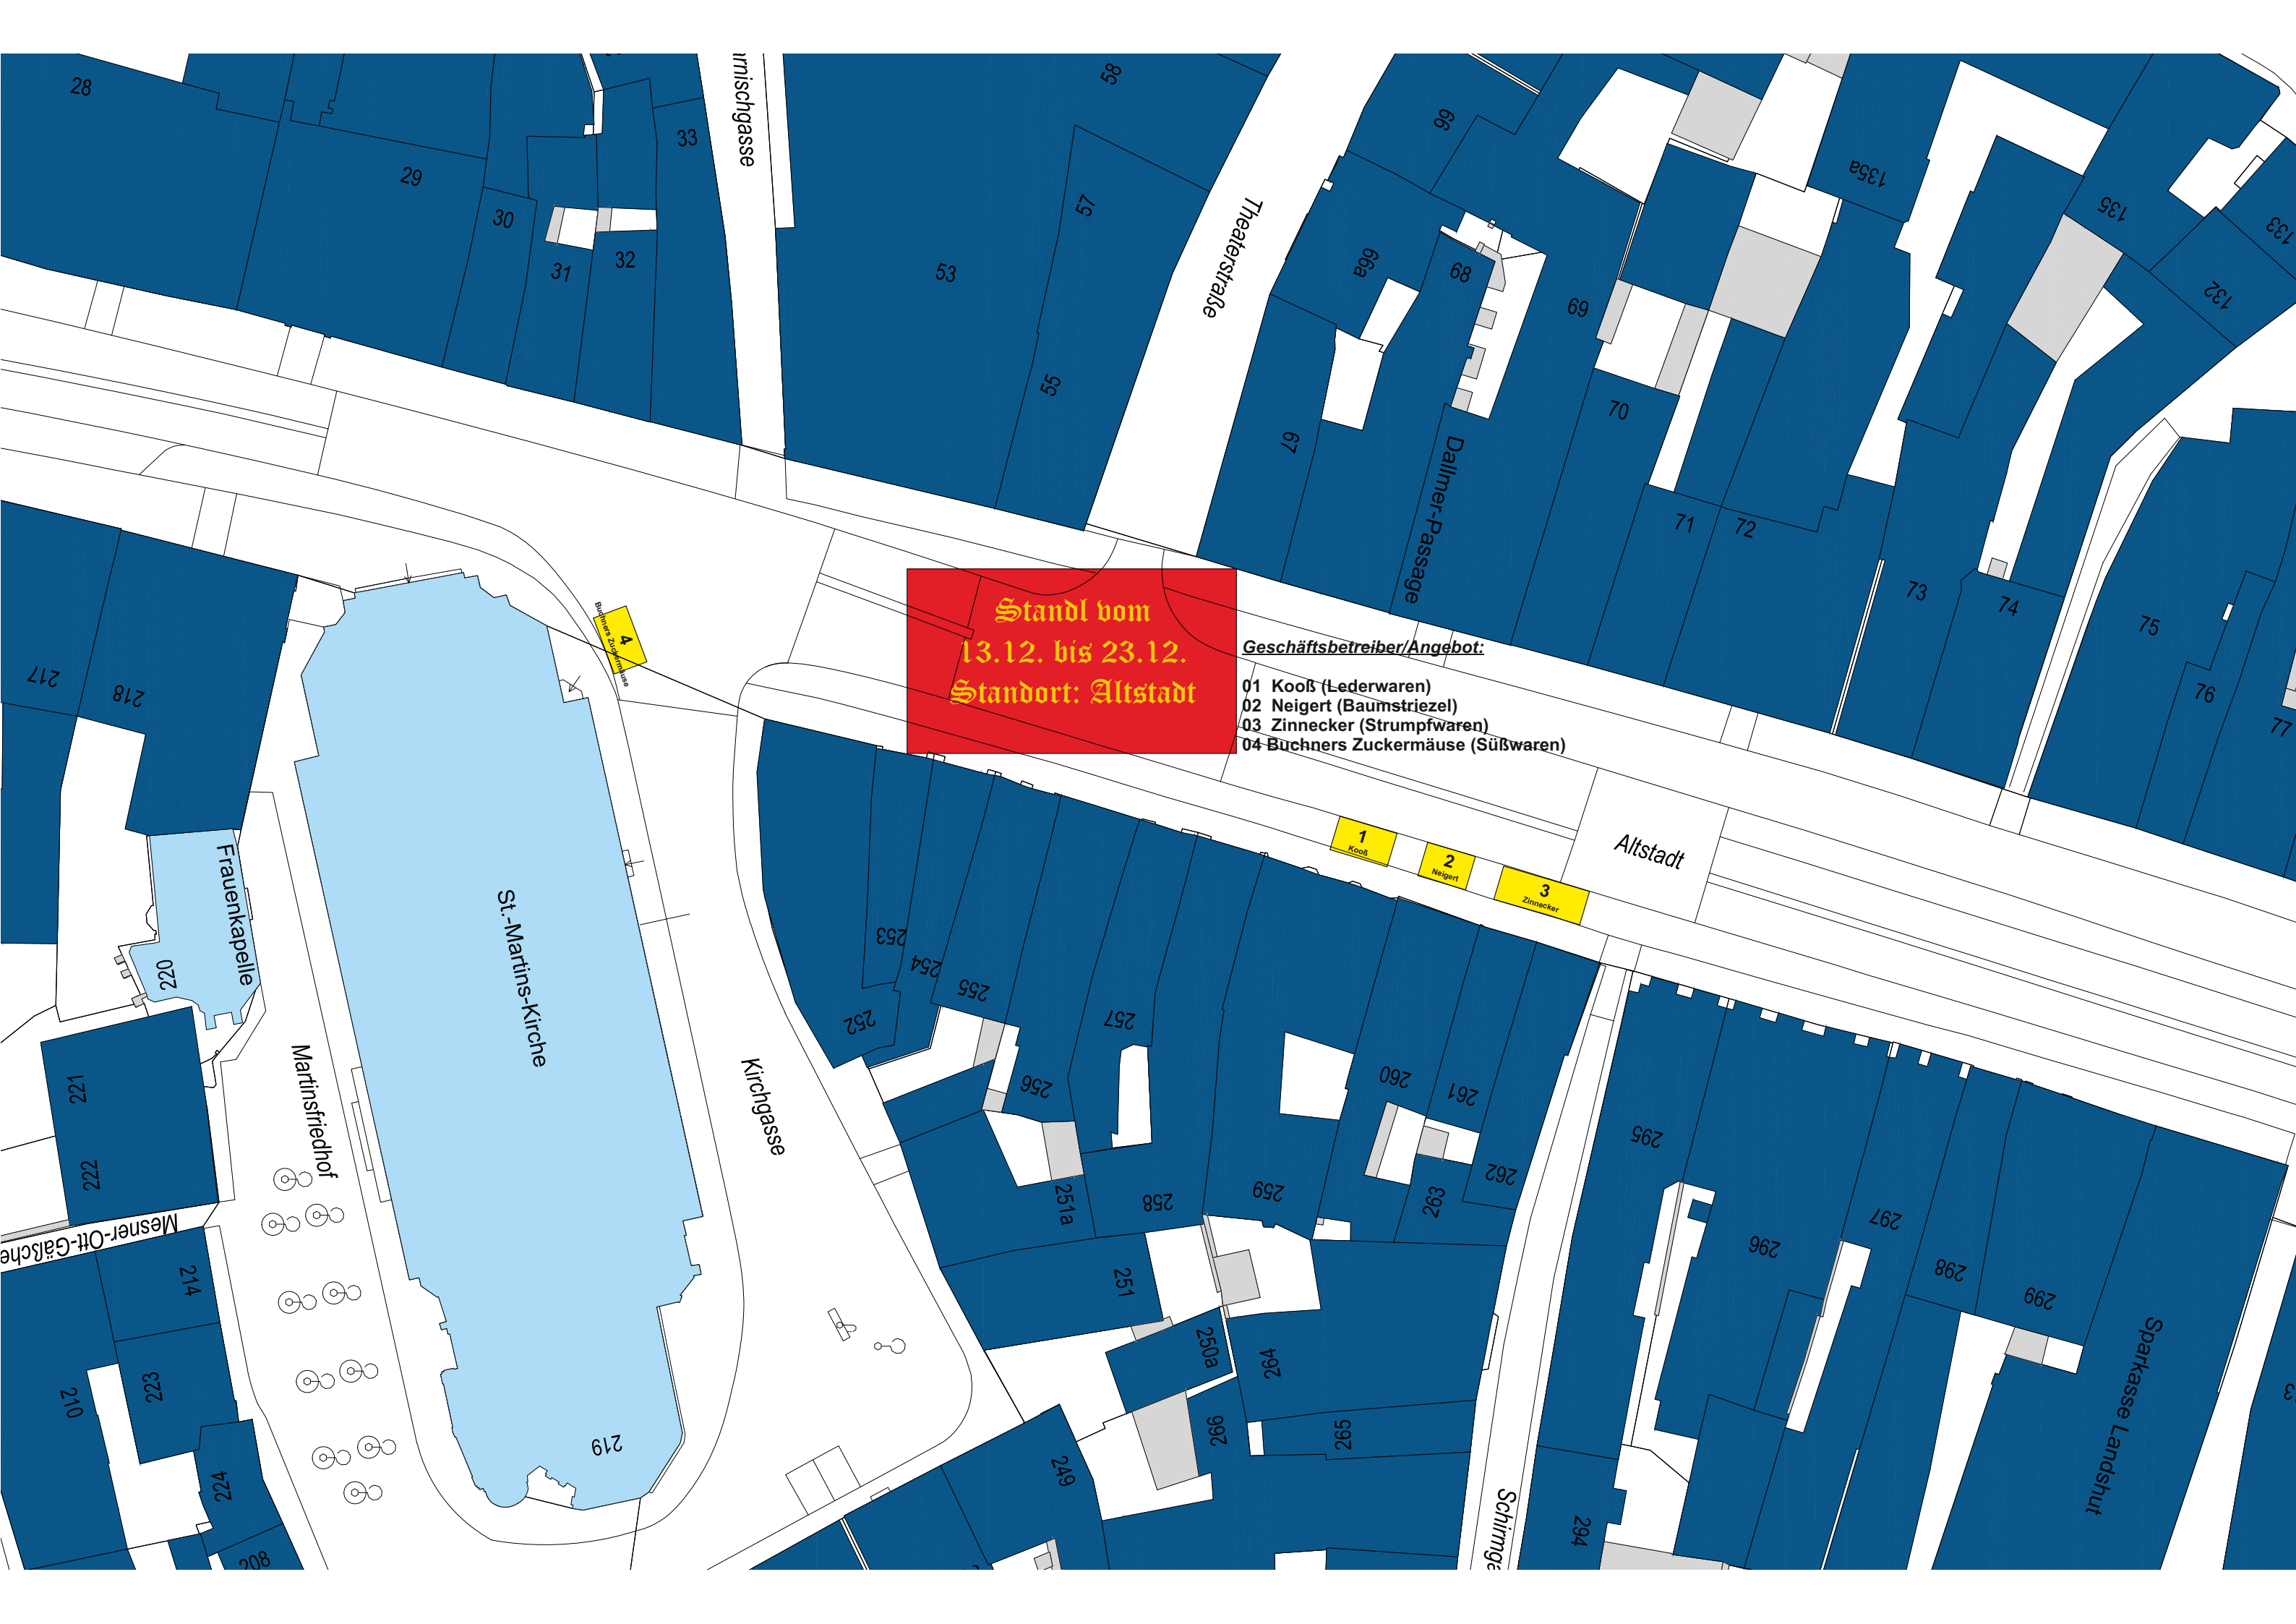 28
29
30
31
32
33
58
57
53
55
Theaterstraße
66
66a
68
67
69
70
Dallmer-Passage
71
72
73
74
75
76
77
135a
135
133
132
Standl vom
13.12. bis 23.12.
Standort: Altstadt
Geschäftsbetreiber/Angebot:
01 Kooß (Lederwaren)
02 Neigert (Baumstriezel)
03 Zinnecker (Strumpfwaren)
04 Buchners Zuckermäuse (Süßwaren)
4
Buchners Zuckermäuse
1
Kooß
2
Neigert
3
Zinnecker
Altstadt
217
218
Frauenkapelle
220
St.-Martins-Kirche
219
221
222
Martinsfriedhof
214
223
210
224
208
Kirchgasse
253
254
255
252
256
257
251a
258
259
260
261
262
293
251
250a
264
266
265
249
295
296
297
298
299
294
Sparkasse Landshut